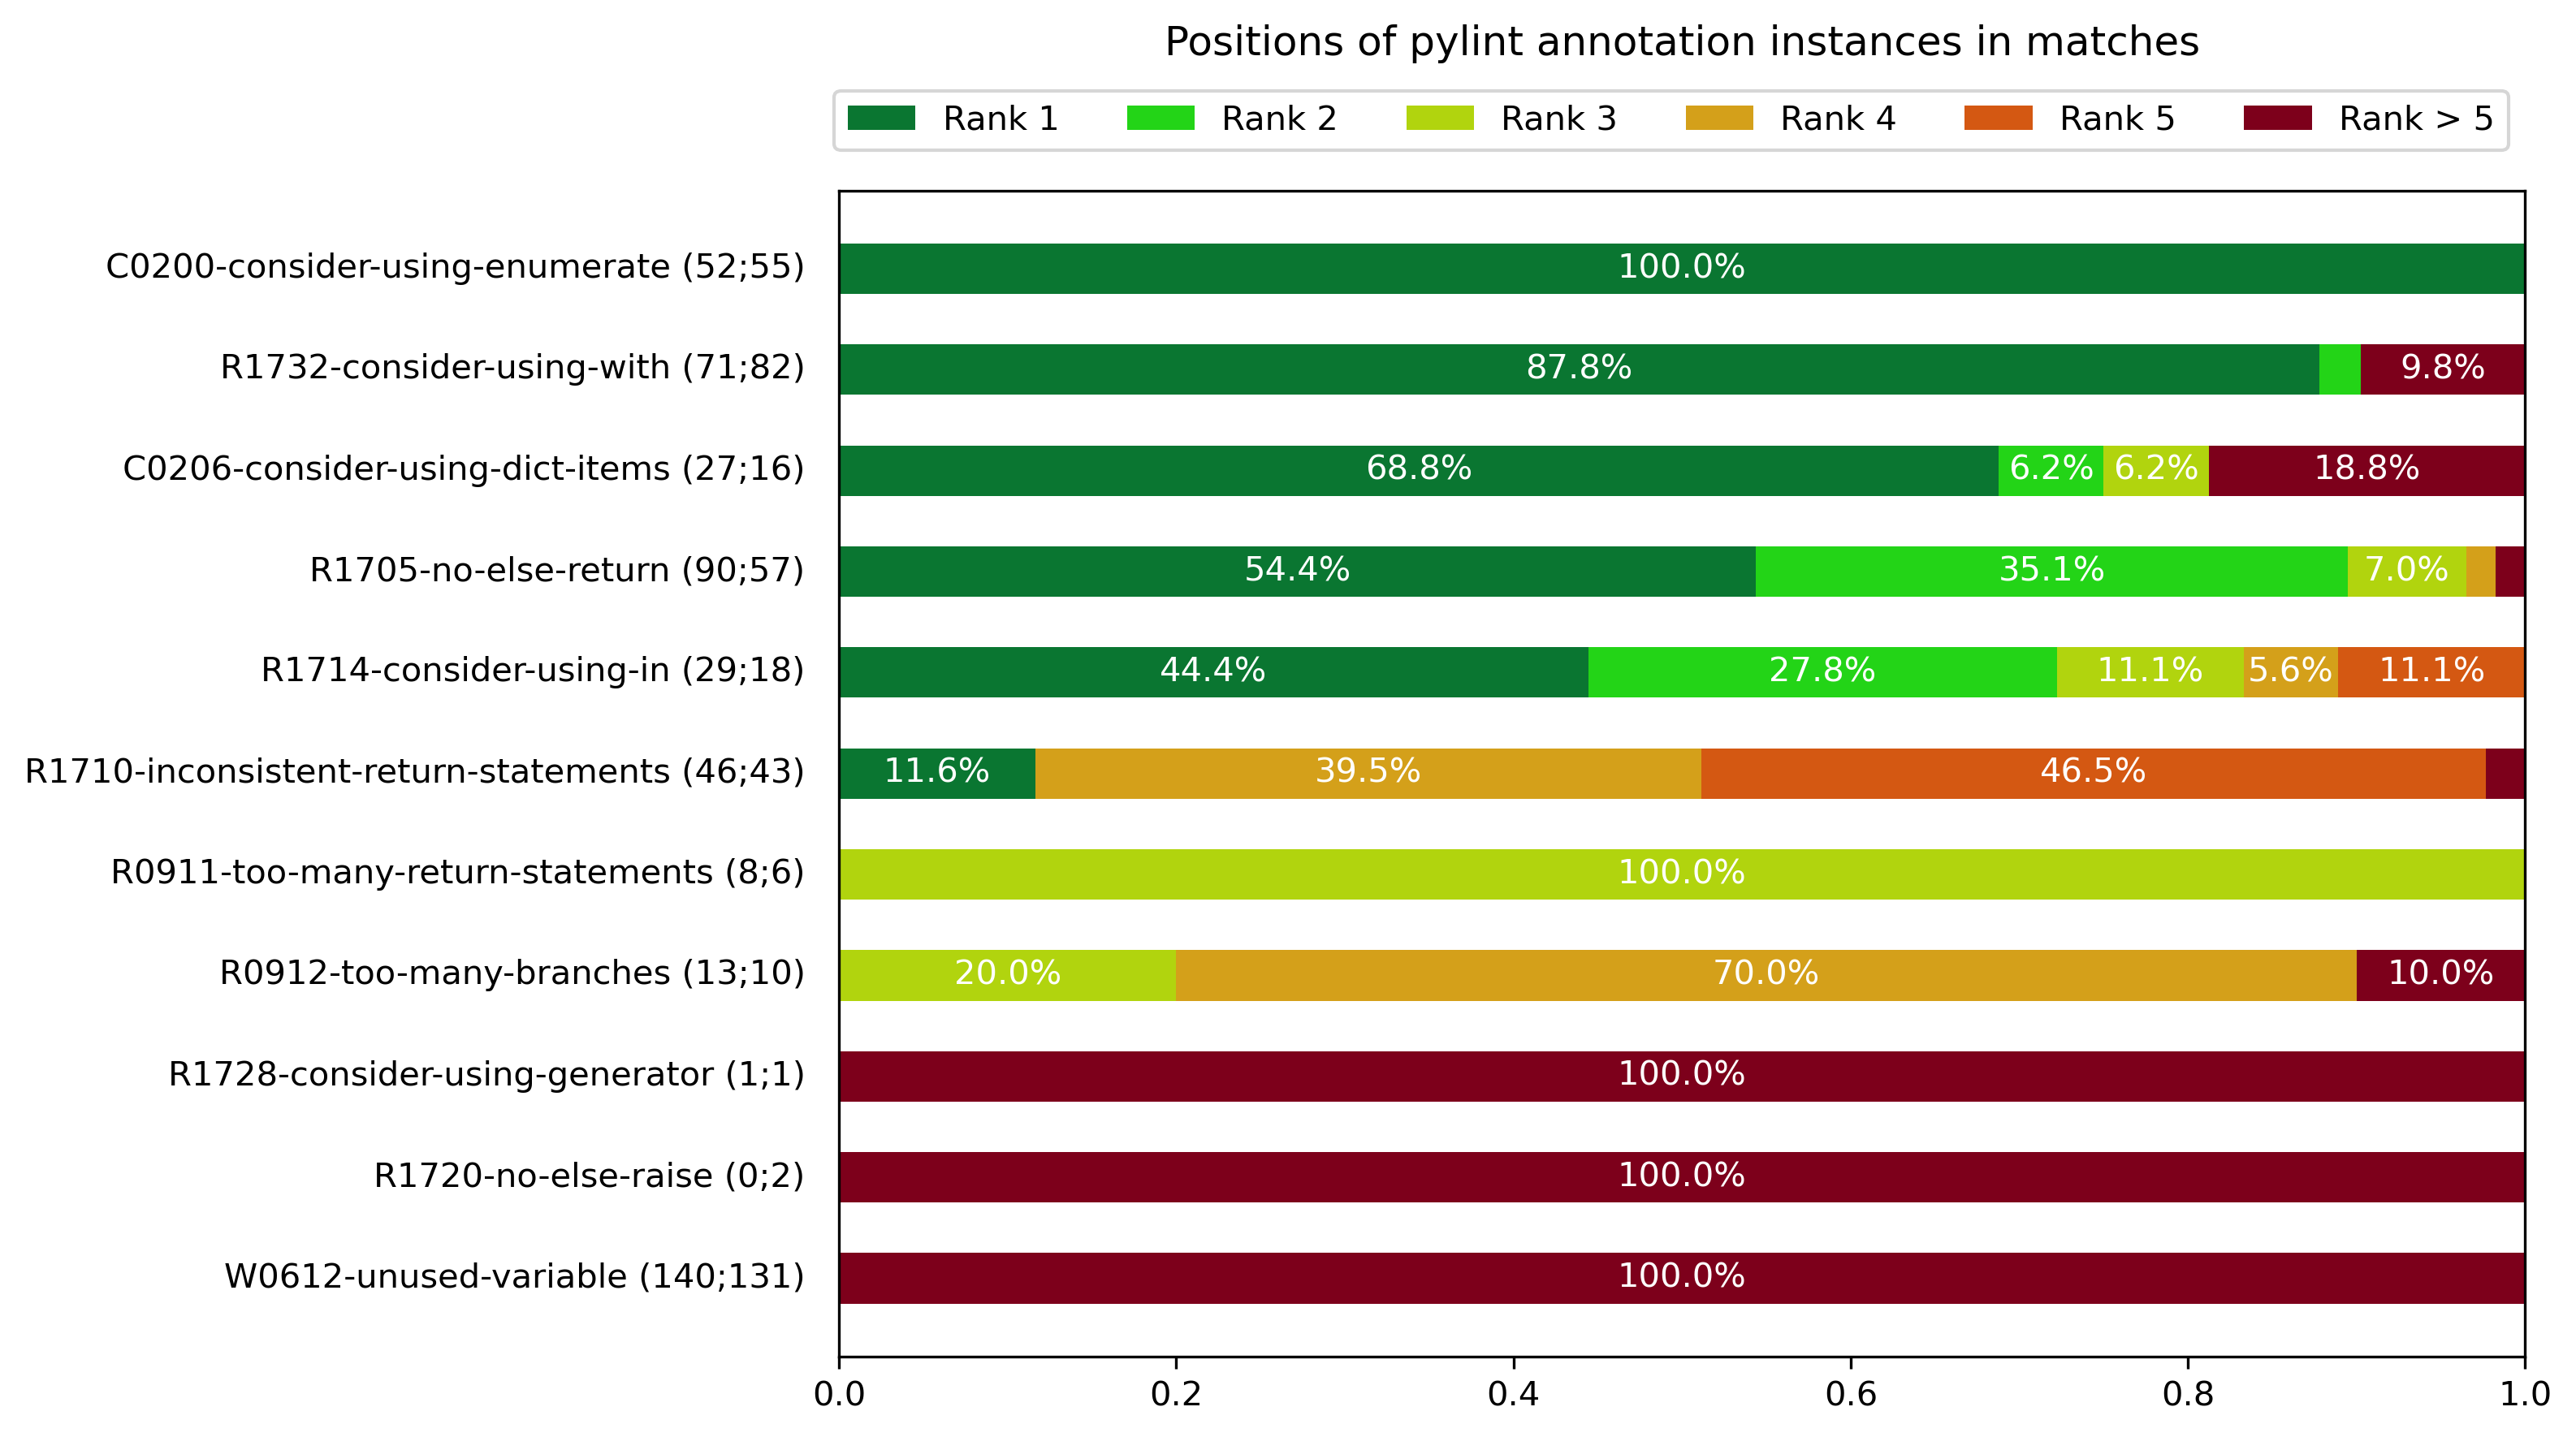 Positions of pylint annotation instances in matches
Rank 1 Rank 2 Rank 3 Rank 4 Rank 5 Rank > 5
C0200-consider-using-enumerate (52;55) 100.0%
R1732-consider-using-with (71;82) 87.8% 9.8%
C0206-consider-using-dict-items (27;16) 68.8% 6.2% 6.2% 18.8%
R1705-no-else-return (90;57) 54.4% 35.1% 7.0%
R1714-consider-using-in (29;18) 44.4% 27.8% 11.1% 5.6% 11.1%
R1710-inconsistent-return-statements (46;43) 11.6% 39.5% 46.5%
R0911-too-many-return-statements (8;6) 100.0%
R0912-too-many-branches (13;10) 20.0% 70.0% 10.0%
R1728-consider-using-generator (1;1) 100.0%
R1720-no-else-raise (0;2) 100.0%
W0612-unused-variable (140;131) 100.0%
0.0 0.2 0.4 0.6 0.8 1.0